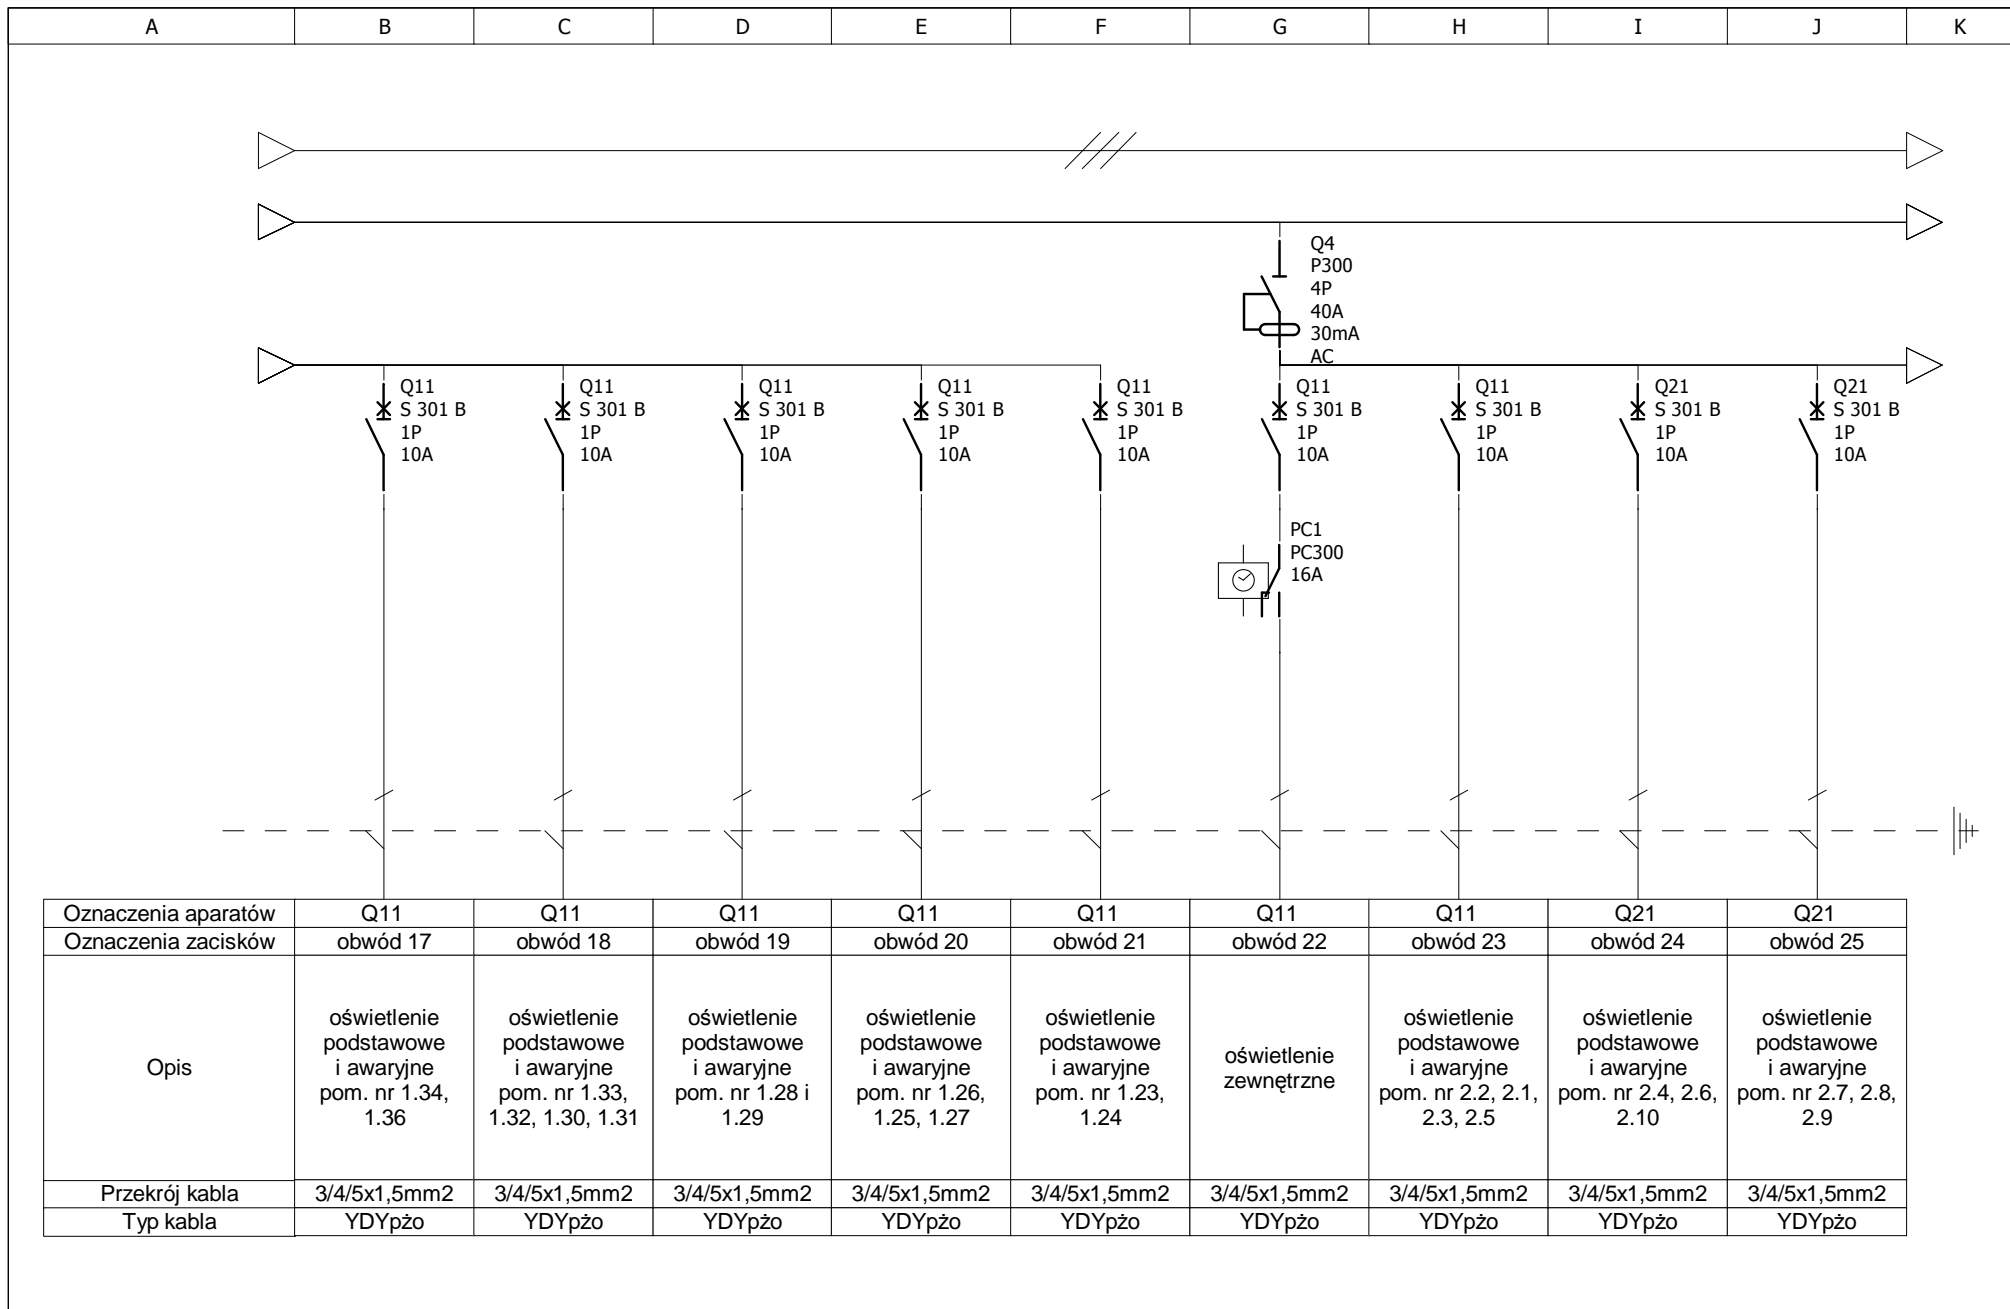 A B C D E F G H I J K
Q4
P300
4P
40A
30mA
AC
Q11 Q11 Q11 Q11 Q11 Q11 Q11 Q21 Q21
S 301 B S 301 B S 301 B S 301 B S 301 B S 301 B S 301 B S 301 B S 301 B
1P 1P 1P 1P 1P 1P 1P 1P 1P
10A 10A 10A 10A 10A 10A 10A 10A 10A
PC1
PC300
16A
Oznaczenia aparatów Q11 Q11 Q11 Q11 Q11 Q11 Q11 Q21 Q21
Oznaczenia zacisków obwód 17 obwód 18 obwód 19 obwód 20 obwód 21 obwód 22 obwód 23 obwód 24 obwód 25
Opis
oświetlenie
podstawowe
i awaryjne
pom. nr 1.34,
1.36
oświetlenie
podstawowe
i awaryjne
pom. nr 1.33,
1.32, 1.30, 1.31
oświetlenie
podstawowe
i awaryjne
pom. nr 1.28 i
1.29
oświetlenie
podstawowe
i awaryjne
pom. nr 1.26,
1.25, 1.27
oświetlenie
podstawowe
i awaryjne
pom. nr 1.23,
1.24
oświetlenie
zewnętrzne
oświetlenie
podstawowe
i awaryjne
pom. nr 2.2, 2.1,
2.3, 2.5
oświetlenie
podstawowe
i awaryjne
pom. nr 2.4, 2.6,
2.10
oświetlenie
podstawowe
i awaryjne
pom. nr 2.7, 2.8,
2.9
Przekrój kabla 3/4/5x1,5mm2 3/4/5x1,5mm2 3/4/5x1,5mm2 3/4/5x1,5mm2 3/4/5x1,5mm2 3/4/5x1,5mm2 3/4/5x1,5mm2 3/4/5x1,5mm2 3/4/5x1,5mm2
Typ kabla YDYpżo YDYpżo YDYpżo YDYpżo YDYpżo YDYpżo YDYpżo YDYpżo YDYpżo